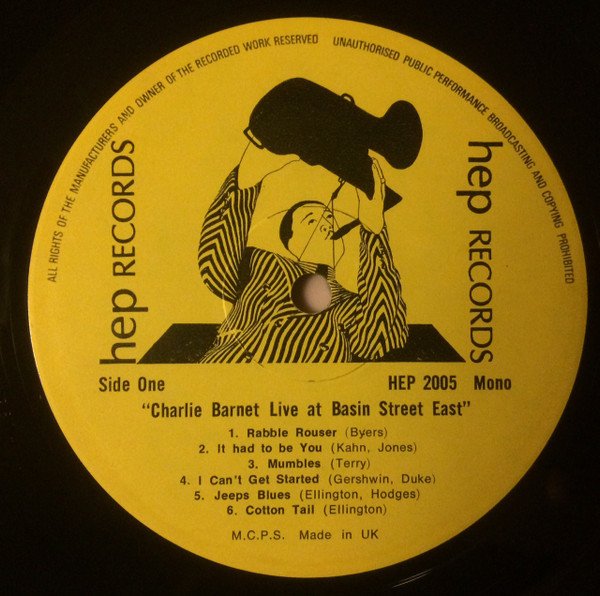 ALL RIGHTS OF THE MANUFACTURERS AND OWNER OF THE RECORDED WORK RESERVED
UNAUTHORISED PUBLIC PERFORMANCE BROADCASTING AND COPYING PROHIBITED
hep RECORDS
hep RECORDS
Side One
HEP 2005 Mono
"Charlie Barnet Live at Basin Street East"
1. Rabble Rouser (Byers)
2. It had to be You (Kahn, Jones)
3. Mumbles (Terry)
4. I Can't Get Started (Gershwin, Duke)
5. Jeeps Blues (Ellington, Hodges)
6. Cotton Tail (Ellington)
M.C.P.S. Made in UK